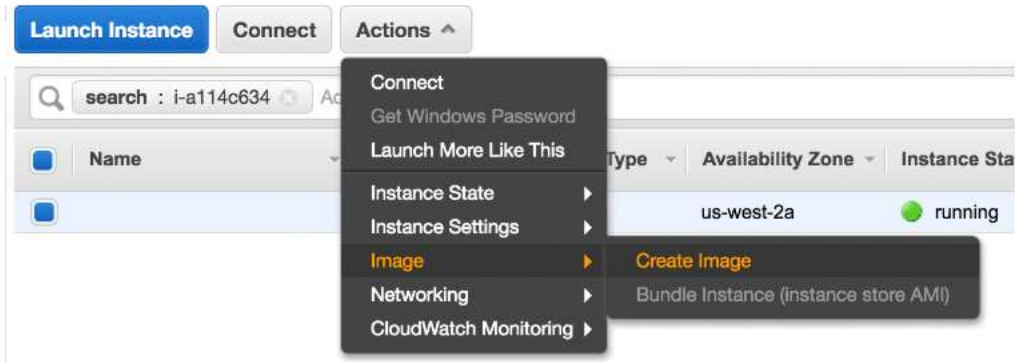 Launch Instance Connect Actions
search : i-a114c634 Ad
Connect
Get Windows Password
Launch More Like This
Name Type Availability Zone Instance Sta
Instance State
us-west-2a running
Instance Settings
Image Create Image
Networking Bundle Instance (instance store AMI)
CloudWatch Monitoring